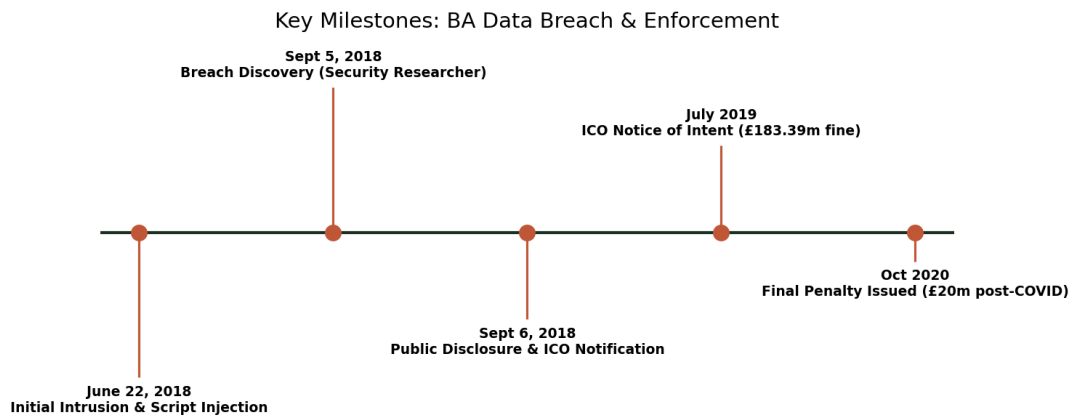 Key Milestones: BA Data Breach & Enforcement
Sept 5, 2018
Breach Discovery (Security Researcher)
July 2019
ICO Notice of Intent (£183.39m fine)
Oct 2020
Final Penalty Issued (£20m post-COVID)
Sept 6, 2018
Public Disclosure & ICO Notification
June 22, 2018
Initial Intrusion & Script Injection